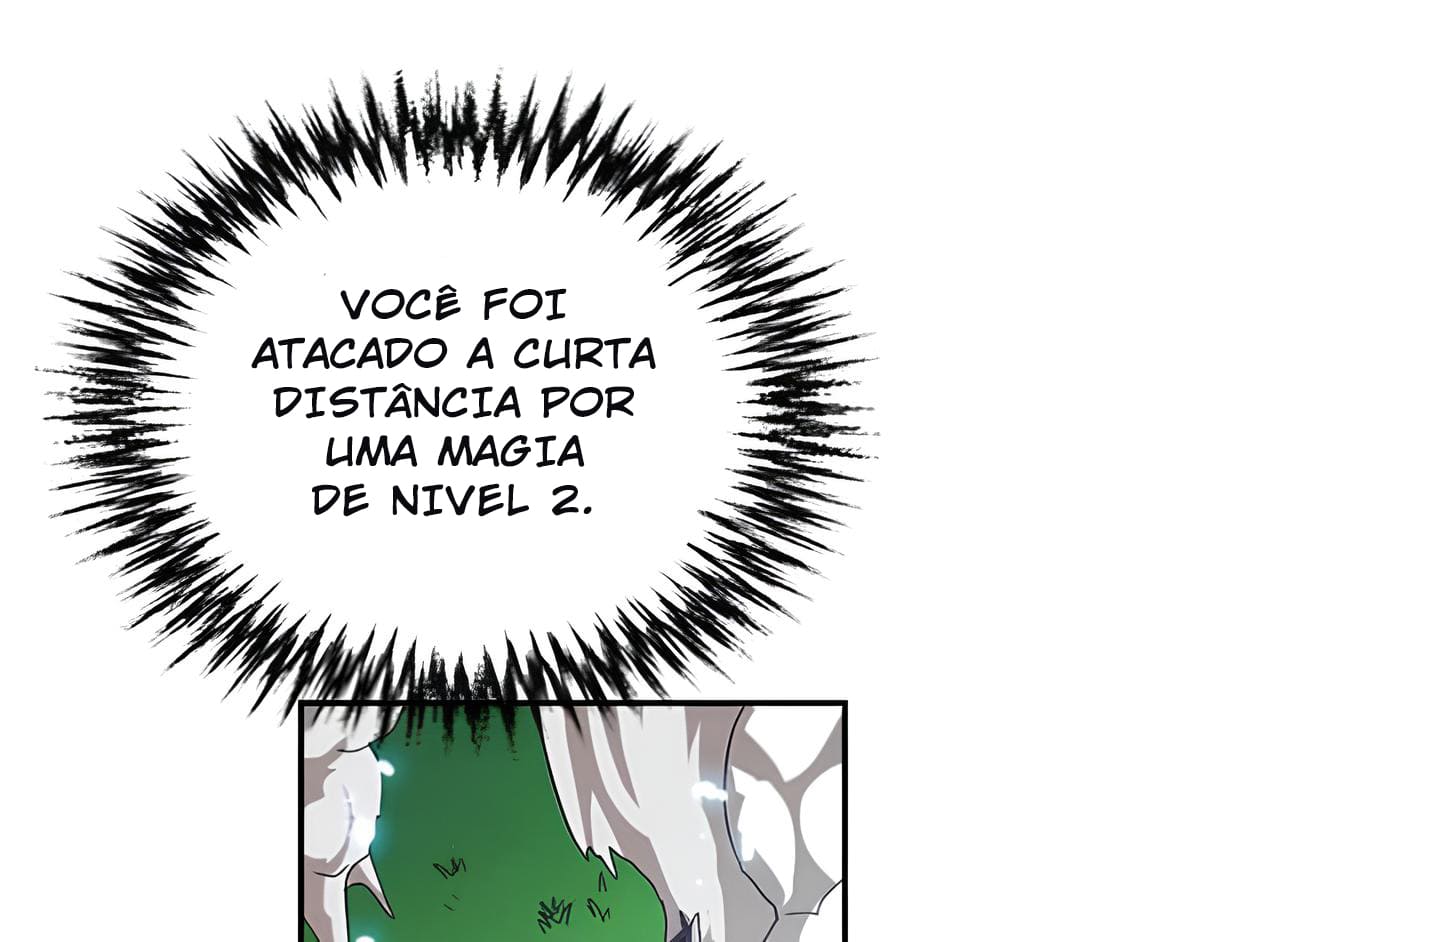 VOCÊ FOI
ATACADO A CURTA
DISTÂNCIA POR
UMA MAGIA
DE NIVEL 2.